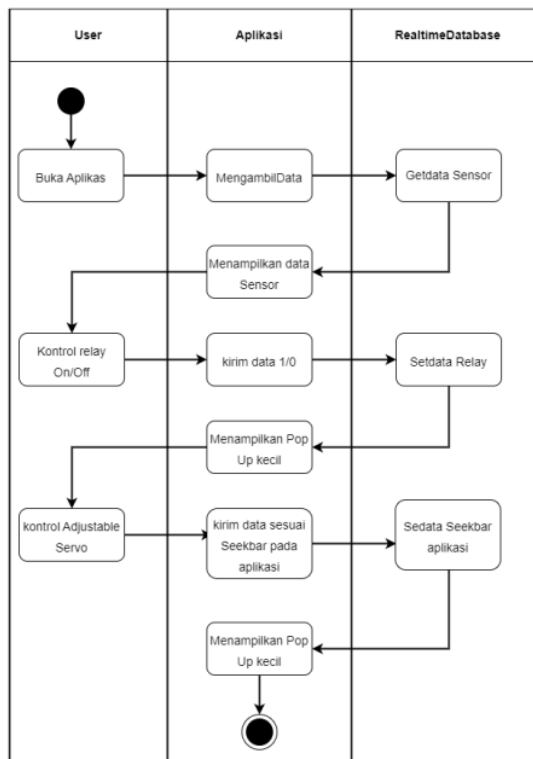 User
Aplikasi
RealtimeDatabase
Buka Aplikas
MengambilData
Getdata Sensor
Menampilkan data
Sensor
Kontrol relay
On/Off
kirim data 1/0
Setdata Relay
Menampilkan Pop
Up kecil
kontrol Adjustable
Servo
kirim data sesuai
Seekbar pada
aplikasi
Sedata Seekbar
aplikasi
Menampilkan Pop
Up kecil